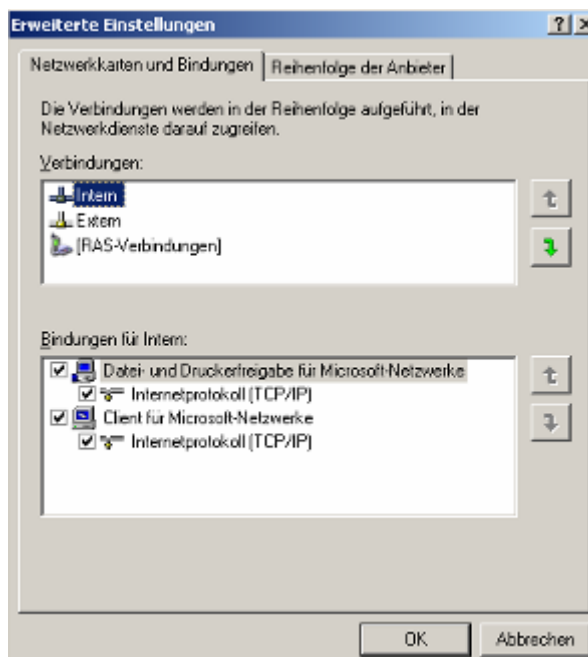 Erweiterte Einstellungen
Netzwerkkarten und Bindungen
Reihenfolge der Anbieter
Die Verbindungen werden in der Reihenfolge aufgeführt, in der
Netzwerkdienste darauf zugreifen.
Verbindungen:
Intern
Extern
[RAS-Verbindungen]
Bindungen für Intern:
Datei- und Druckerfreigabe für Microsoft-Netzwerke
Internetprotokoll (TCP/IP)
Client für Microsoft-Netzwerke
Internetprotokoll (TCP/IP)
OK
Abbrechen